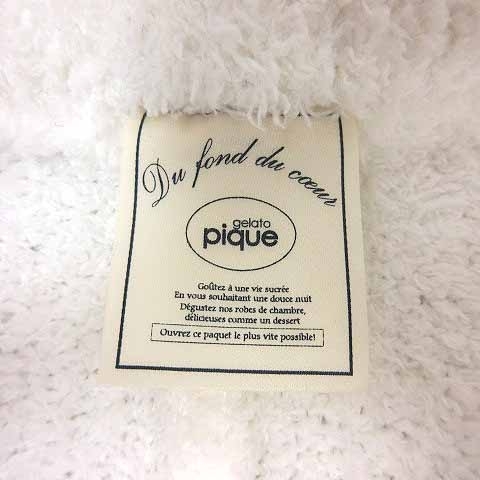 Du fond du cœur
gelato
pique
Goûtez à une vie sucrée
En vous souhaitant une douce nuit
Dégustez nos robes de chambre,
délicieuses comme un dessert
Ouvrez ce paquet le plus vite possible!